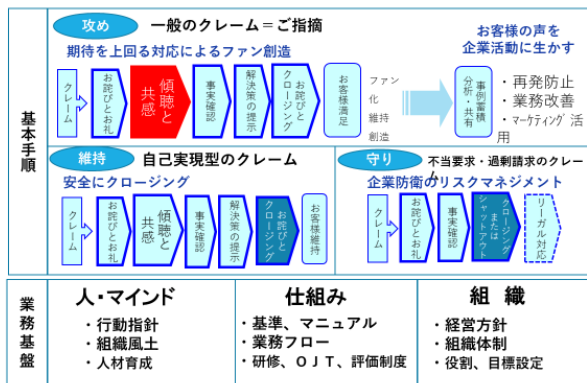 攻め
一般のクレーム＝ご指摘
期待を上回る対応によるファン創造
お客様の声を
企業活動に生かす
クレーム
お詫びとお礼
傾聴と
共感
事実確認
解決策の提示
お詫びと
クロージング
お客様満足
ファン
化
維持
創造
事例蓄積
分析・共有
・再発防止
・業務改善
・マーケティング活
用
基本手順
維持
自己実現型のクレーム
安全にクロージング
クレーム
お詫びとお礼
傾聴と
共感
事実確認
解決策の提示
お詫びと
クロージング
お客様維持
守り
不当要求・過剰請求のクレー
ム
企業防衛のリスクマネジメント
クレーム
お詫びとお礼
事実確認
クロージング
または
シャットアウト
リーガル対応
業務基盤
人・マインド
・行動指針
・組織風土
・人材育成
仕組み
・基準、マニュアル
・業務フロー
・研修、ＯＪＴ、評価制度
組 織
・経営方針
・組織体制
・役割、目標設定